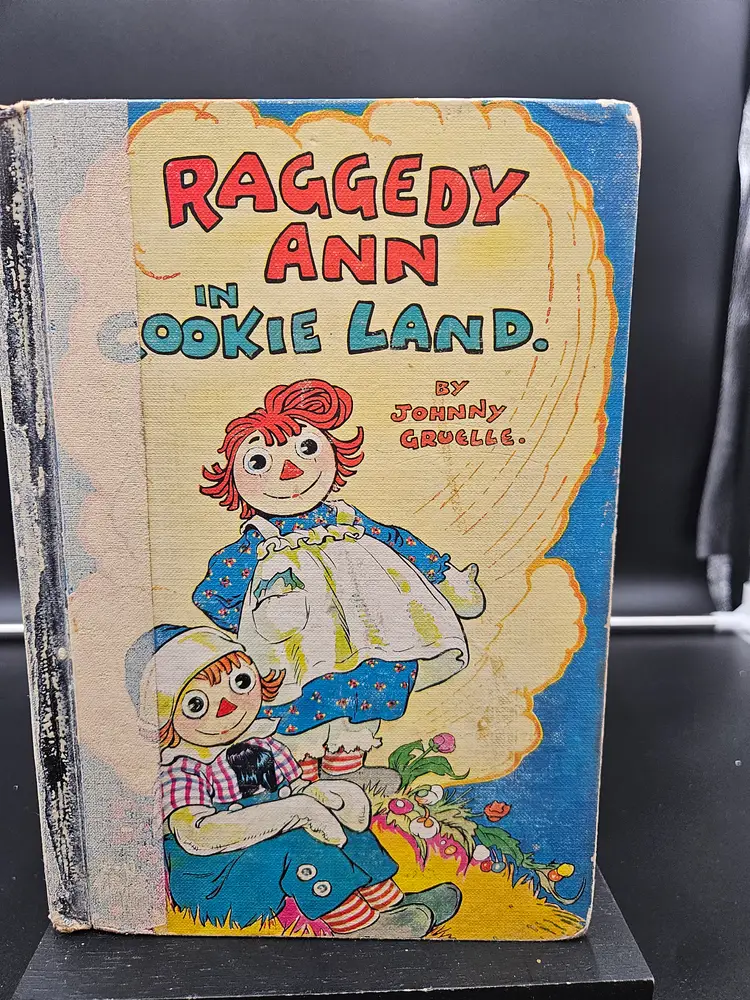 RAGGEDY
ANN
IN
COOKIE LAND.
BY
JOHNNY
GRUELLE.